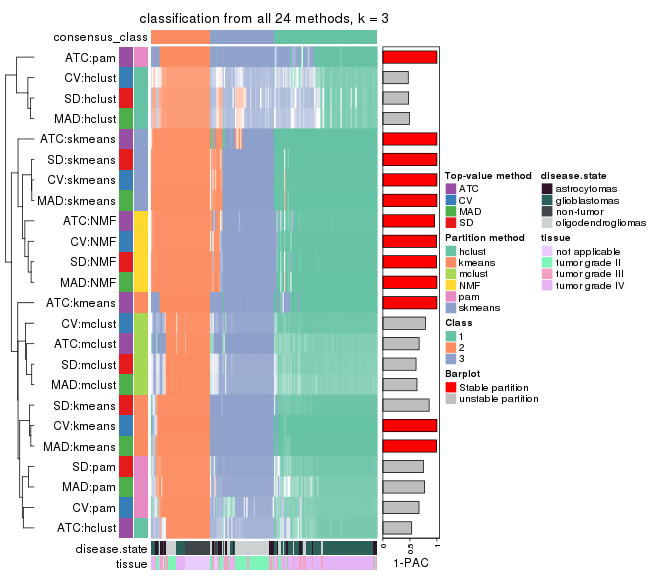 classification from all 24 methods, k = 3
consensus_class
ATC:pam
CV:hclust
SD:hclust
MAD:hclust
ATC:skmeans
SD:skmeans
CV:skmeans
MAD:skmeans
ATC:NMF
CV:NMF
SD:NMF
MAD:NMF
ATC:kmeans
CV:mclust
ATC:mclust
SD:mclust
MAD:mclust
SD:kmeans
CV:kmeans
MAD:kmeans
SD:pam
MAD:pam
CV:pam
ATC:hclust
disease.state
tissue
0
0.5
1
1-PAC
Top-value method
ATC
CV
MAD
SD
Partition method
hclust
kmeans
mclust
NMF
pam
skmeans
Class
1
2
3
Barplot
Stable partition
unstable partition
disease.state
astrocytomas
glioblastomas
non-tumor
oligodendrogliomas
tissue
not applicable
tumor grade II
tumor grade III
tumor grade IV